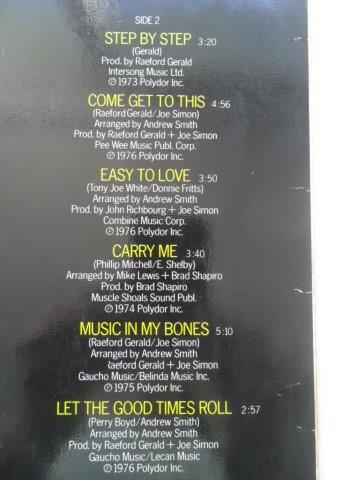 SIDE 2
STEP BY STEP 3:20
(Gerald)
Prod. by Raeford Gerald
Intersong Music Ltd.
℗ 1973 Polydor Inc.
COME GET TO THIS 4:56
(Raeford Gerald/Joe Simon)
Arranged by Andrew Smith
Prod. by Raeford Gerald + Joe Simon
Pee Wee Music Publ. Corp.
℗ 1976 Polydor Inc.
EASY TO LOVE 3:50
(Tony Joe White/Donnie Fritts)
Arranged by Andrew Smith
Prod. by John Richbourg + Joe Simon
Combine Music Corp.
℗ 1976 Polydor Inc.
CARRY ME 3:40
(Phillip Mitchell/E. Shelby)
Arranged by Mike Lewis + Brad Shapiro
Prod. by Brad Shapiro
Muscle Shoals Sound Publ.
℗ 1974 Polydor Inc.
MUSIC IN MY BONES 5:10
(Raeford Gerald/Joe Simon)
Arranged by Andrew Smith
Raeford Gerald + Joe Simon
Gaucho Music/Belinda Music Inc.
℗ 1975 Polydor Inc.
LET THE GOOD TIMES ROLL 2:57
(Perry Boyd/Andrew Smith)
Arranged by Andrew Smith
Prod. by Raeford Gerald + Joe Simon
Gaucho Music/Lecan Music
℗ 1976 Polydor Inc.